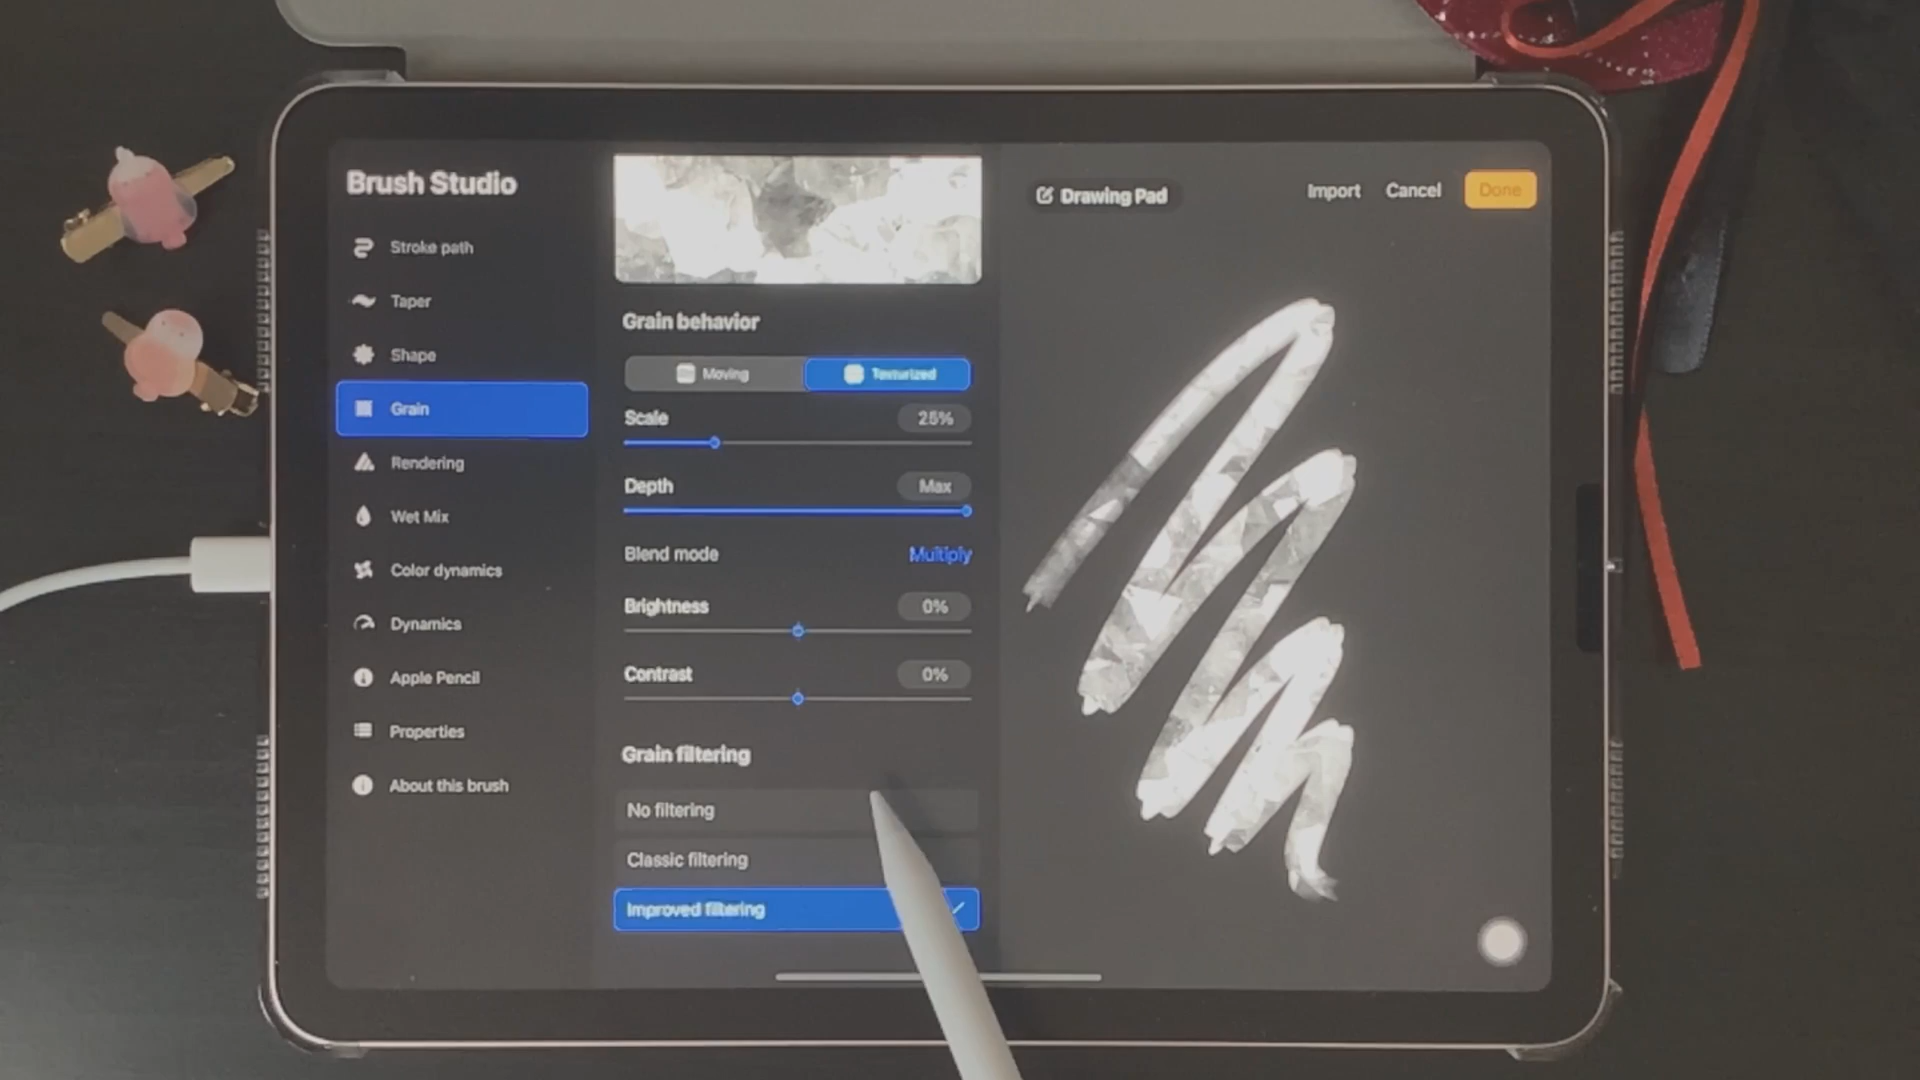 Brush Studio
Stroke path
Taper
Shape
Grain
Rendering
Wet Mix
Color dynamics
Dynamics
Apple Pencil
Properties
About this brush
Grain behavior
Moving
Texturized
Scale
25%
Depth
Max
Blend mode
Multiply
Brightness
0%
Contrast
0%
Grain filtering
No filtering
Classic filtering
Improved filtering
Drawing Pad
Import
Cancel
Done